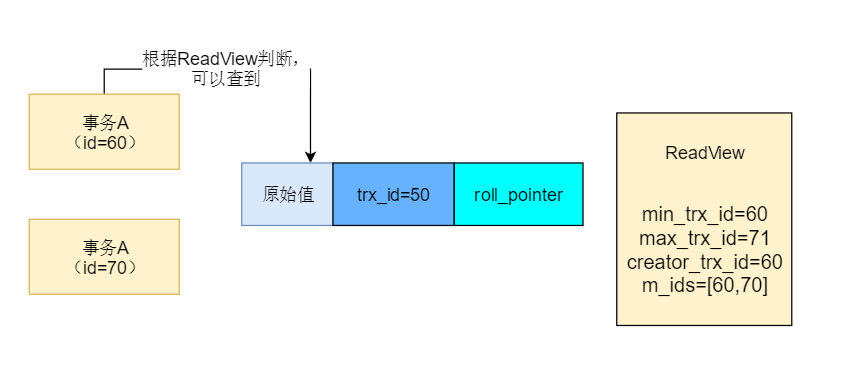 根据ReadView判断，
可以查到
事务A
（id=60）
原始值
trx_id=50
roll_pointer
事务A
（id=70）
ReadView
min_trx_id=60
max_trx_id=71
creator_trx_id=60
m_ids=[60,70]